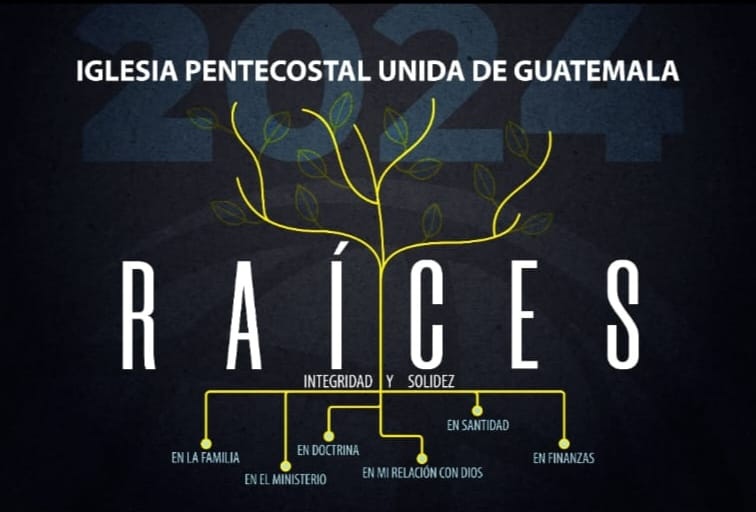 2024
IGLESIA PENTECOSTAL UNIDA DE GUATEMALA
RAÍCES
INTEGRIDAD Y SOLIDEZ
EN SANTIDAD
EN DOCTRINA
EN LA FAMILIA
EN FINANZAS
EN MI RELACIÓN CON DIOS
EN EL MINISTERIO